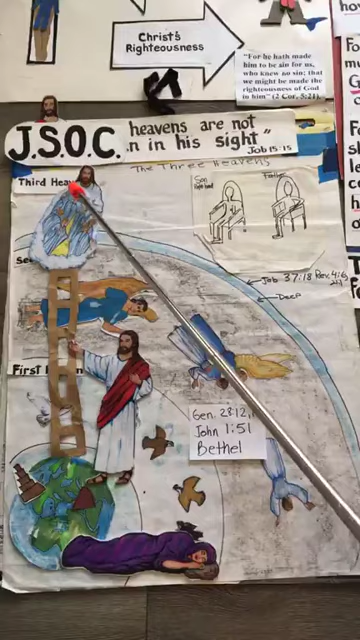 Christ's
Righteousness
"For he hath made
him to be sin for us,
who knew no sin; that
we might be made the
righteousness of God
in him" (2 Cor. 5:21).
J.S.O.C.
heavens are not
in his sight"
Job 15:15
The Three Heavens
Third
Son
Right hand
Father
Job 37:18 Rev. 4:6
Deep
First
Gen. 28:12,
John 1:51
Bethel